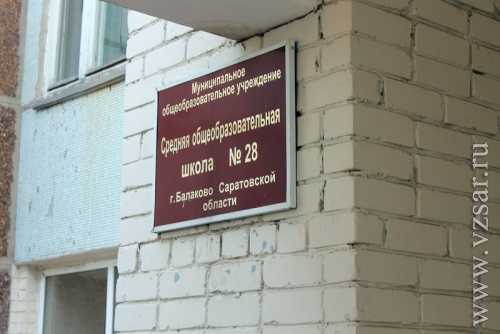 Муниципальное
общеобразовательное учреждение
Средняя общеобразовательная
школа № 28
г.Балаково Саратовской
области
© www.vzsar.ru